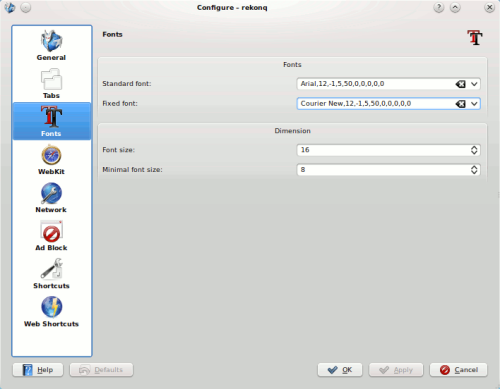 Configure - rekonq
General
Tabs
Fonts
WebKit
Network
Ad Block
Shortcuts
Web Shortcuts
Fonts
Fonts
Standard font: Arial,12,-1,5,50,0,0,0,0,0
Fixed font: Courier New,12,-1,5,50,0,0,0,0,0
Dimension
Font size: 16
Minimal font size: 8
Help Defaults OK Apply Cancel